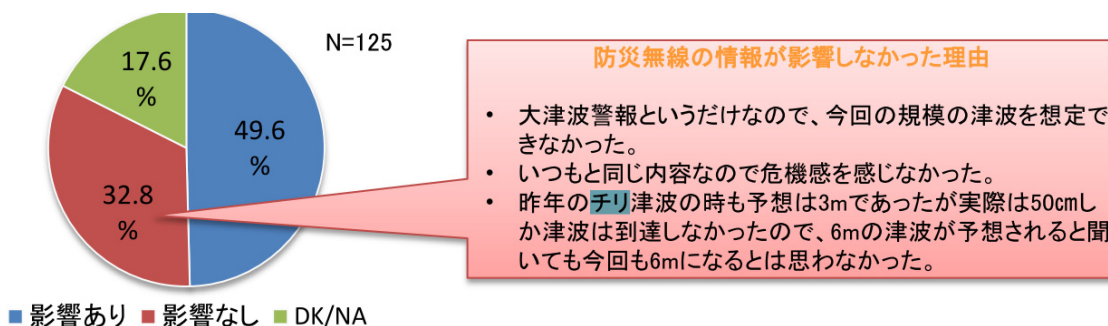 N=125
17.6
%
49.6
%
32.8
%
影響あり 影響なし DK/NA
防災無線の情報が影響しなかった理由
• 大津波警報というだけなので、今回の規模の津波を想定で
きなかった。
• いつもと同じ内容なので危機感を感じなかった。
• 昨年のチリ津波の時も予想は3mであったが実際は50㎝し
か津波は到達しなかったので、6mの津波が予想されると聞
いても今回も6mになるとは思わなかった。